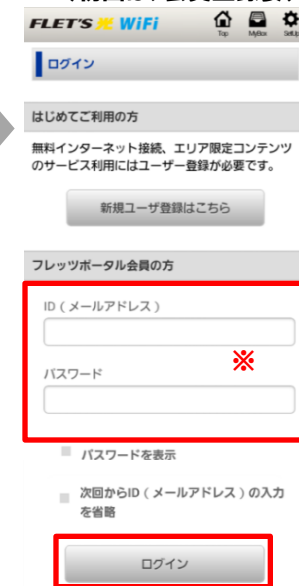 FLET'S 光 WiFi
Top MyBox SetUp
ログイン
はじめてご利用の方
無料インターネット接続、エリア限定コンテンツ
のサービス利用にはユーザー登録が必要です。
新規ユーザ登録はこちら
フレッツポータル会員の方
ID(メールアドレス)
※
パスワード
パスワードを表示
次回からID(メールアドレス)の入力
を省略
ログイン